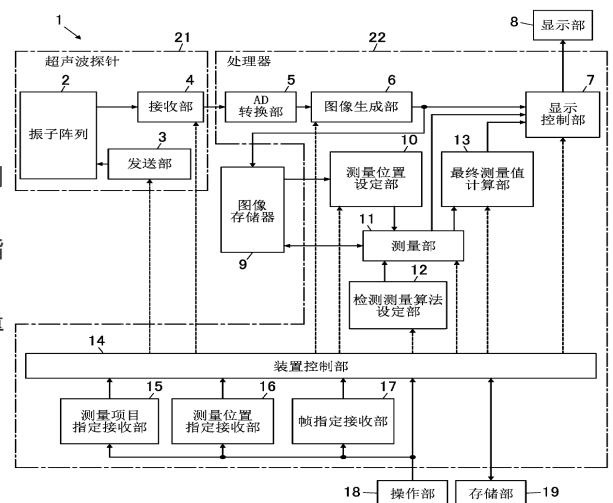 1
21
22
8
显示部
超声波探针
处理器
2
振子阵列
4
接收部
3
发送部
5
AD
转换部
6
图像生成部
7
显示
控制部
10
测量位置
设定部
13
最终测量值
计算部
图像
存储器
9
11
测量部
12
检测测量算法
设定部
14
装置控制部
15
测量项目
指定接收部
16
测量位置
指定接收部
17
帧指定接收部
18
操作部
存储部
19